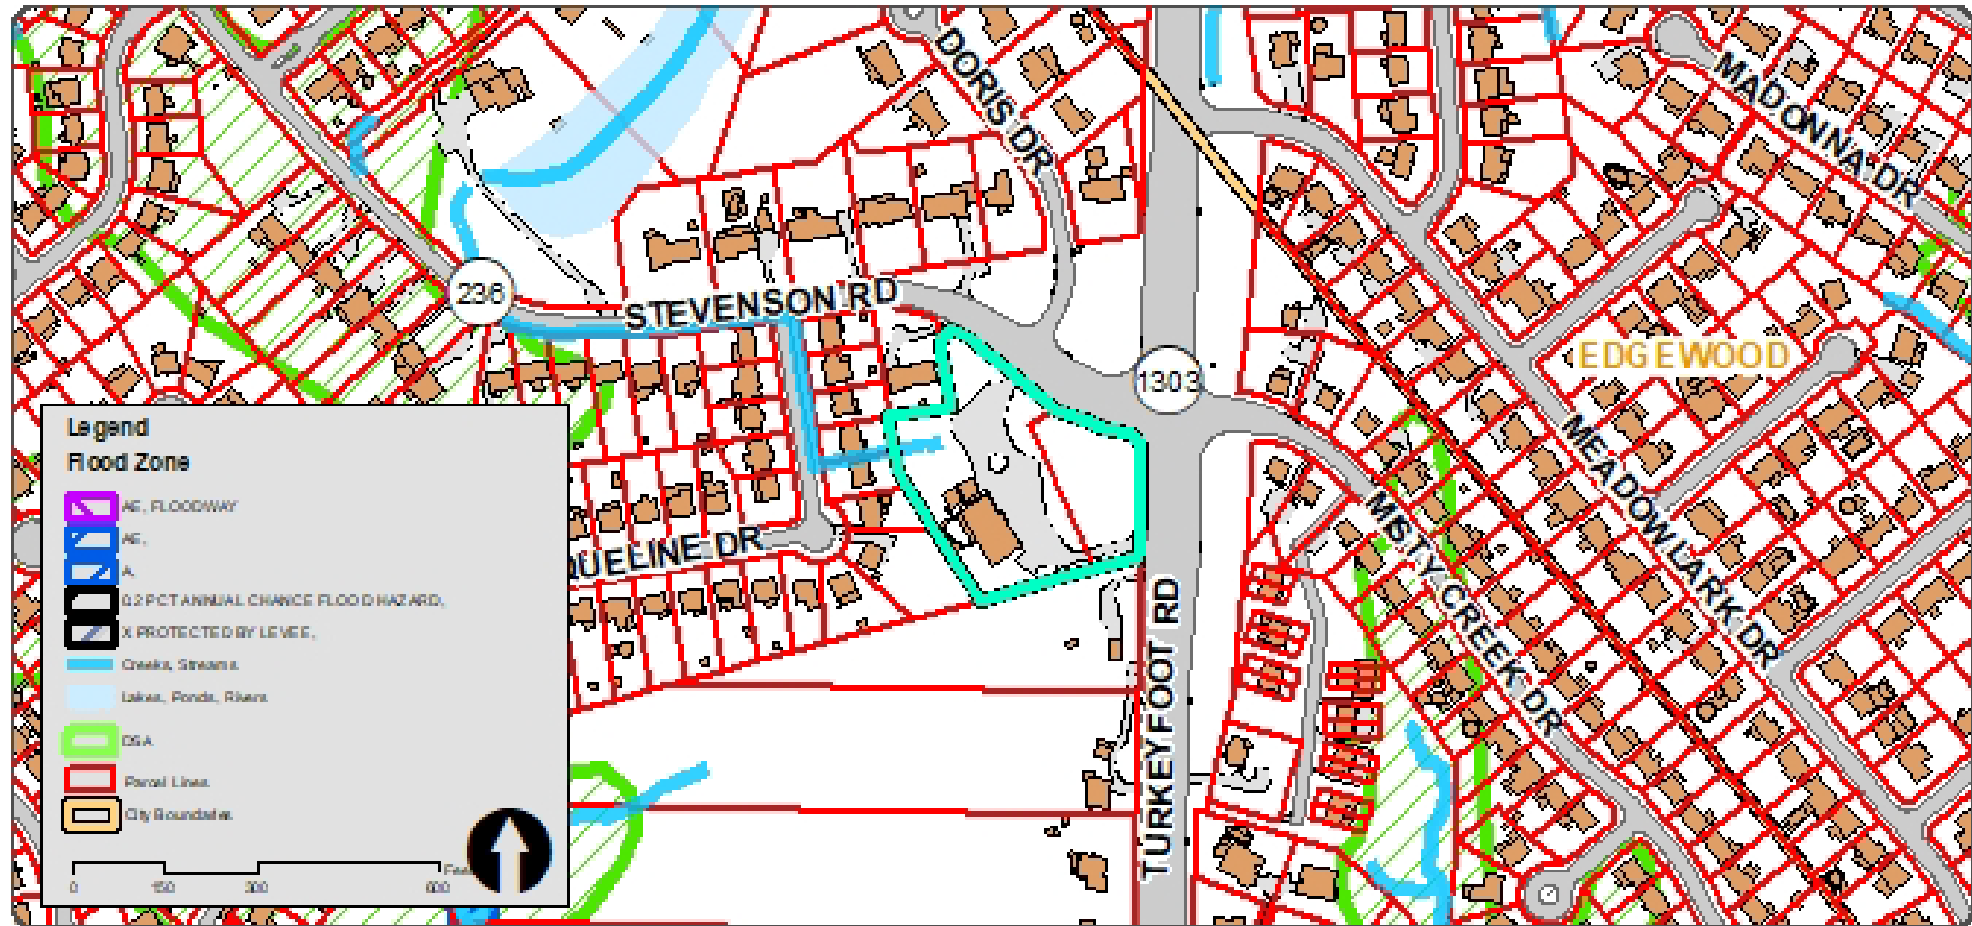 DORIS DR
MADONNA DR
236
STEVENSON RD
1303
EDGEWOOD
MEADOWLARK DR
MISTY CREEK DR
QUELINE DR
TURKEYFOOT RD
Legend
Flood Zone
AE, FLOODWAY
AE,
A,
0.2 PCT ANNUAL CHANCE FLOOD HAZARD,
X PROTECTED BY LEVEE,
Creeks, Streams
Lakes, Ponds, Rivers
DSA
Parcel Lines
City Boundaries
Fee
0 150 300 600